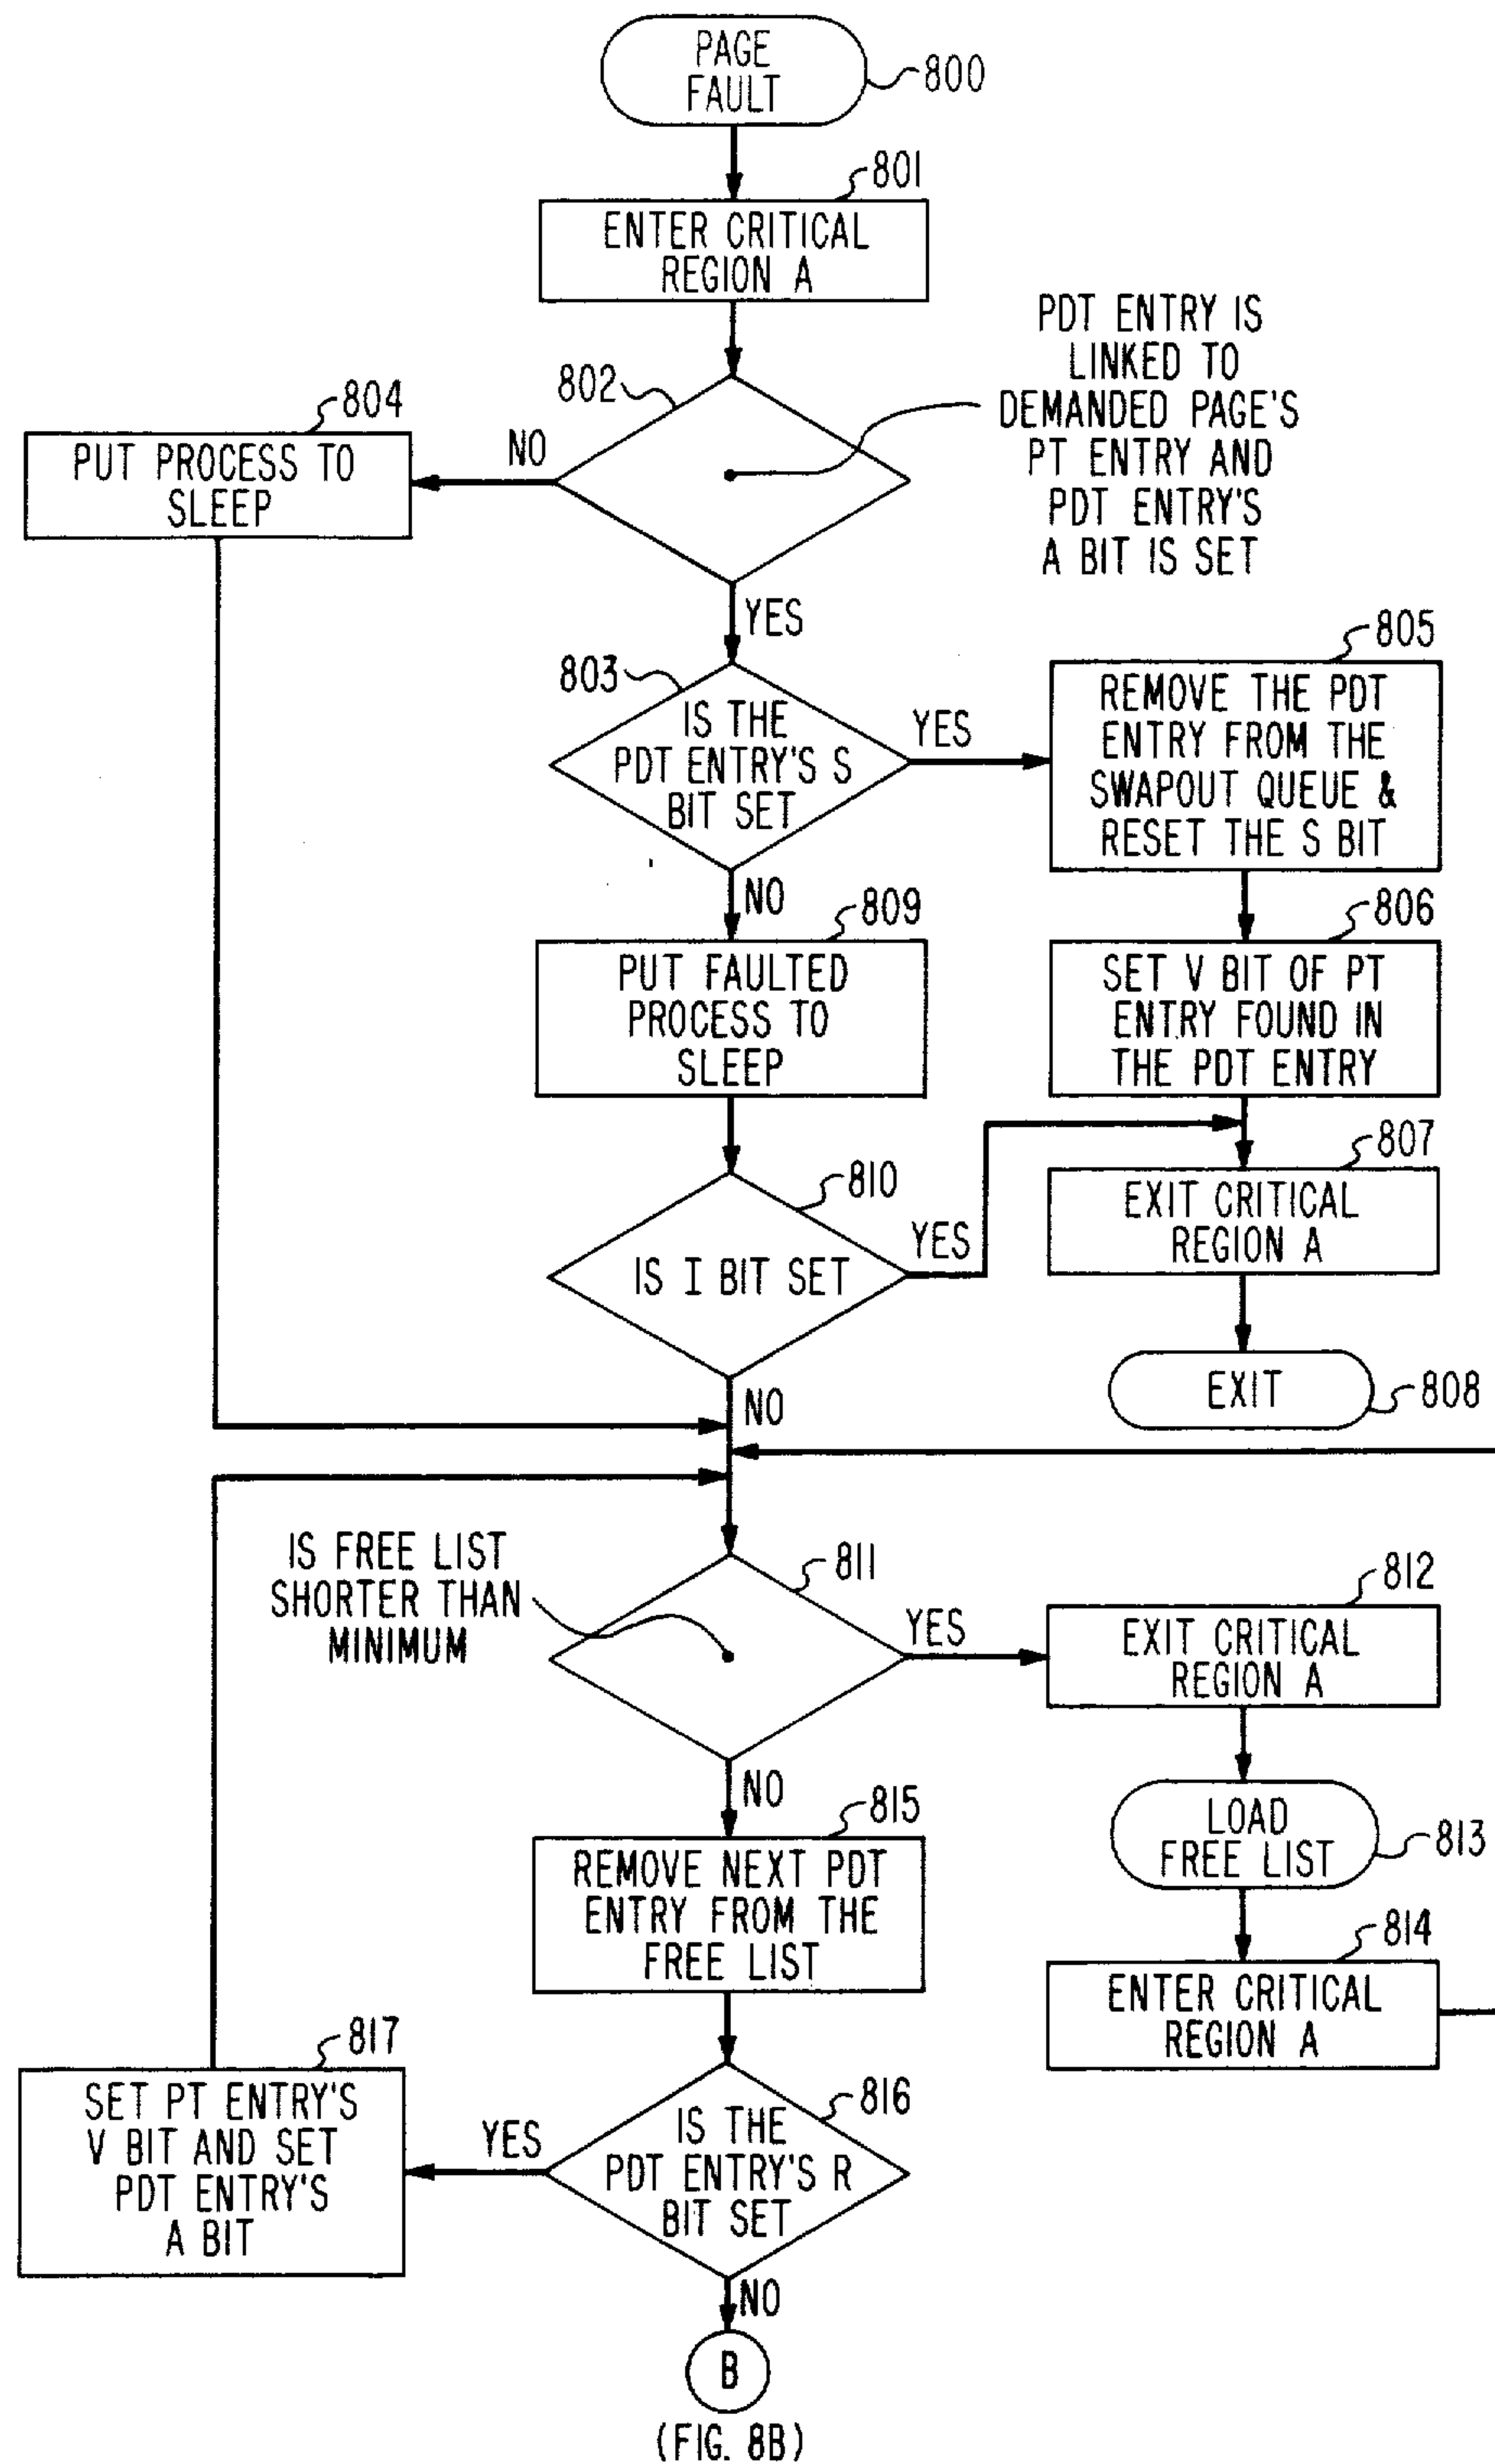 PAGE
FAULT
800
801
ENTER CRITICAL
REGION A
802
PDT ENTRY IS
LINKED TO
DEMANDED PAGE'S
PT ENTRY AND
PDT ENTRY'S
A BIT IS SET
804
PUT PROCESS TO
SLEEP
NO
YES
803
IS THE
PDT ENTRY'S S
BIT SET
YES
805
REMOVE THE PDT
ENTRY FROM THE
SWAPOUT QUEUE &
RESET THE S BIT
NO
809
PUT FAULTED
PROCESS TO
SLEEP
806
SET V BIT OF PT
ENTRY FOUND IN
THE PDT ENTRY
810
IS I BIT SET
YES
807
EXIT CRITICAL
REGION A
EXIT
808
NO
IS FREE LIST
SHORTER THAN
MINIMUM
811
YES
812
EXIT CRITICAL
REGION A
NO
LOAD
FREE LIST
813
815
REMOVE NEXT PDT
ENTRY FROM THE
FREE LIST
814
ENTER CRITICAL
REGION A
817
SET PT ENTRY'S
V BIT AND SET
PDT ENTRY'S
A BIT
YES
816
IS THE
PDT ENTRY'S R
BIT SET
NO
B
(FIG. 8B)